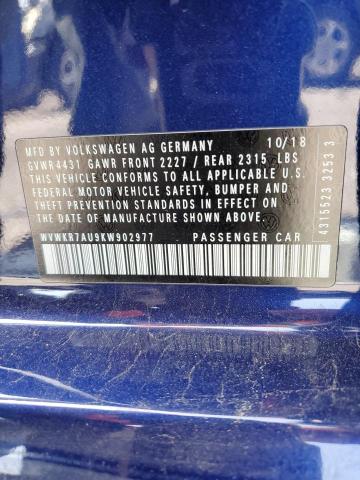 MFD BY VOLKSWAGEN AG GERMANY 10/18
GVWR4431 GAWR FRONT 2227 / REAR 2315 LBS
THIS VEHICLE CONFORMS TO ALL APPLICABLE U.S.
FEDERAL MOTOR VEHICLE SAFETY, BUMPER AND
THEFT PREVENTION STANDARDS IN EFFECT ON THE
DATE OF MANUFACTURE SHOWN ABOVE.
WVWKR7AU9KW902977 PASSENGER CAR
4315523 3253 3